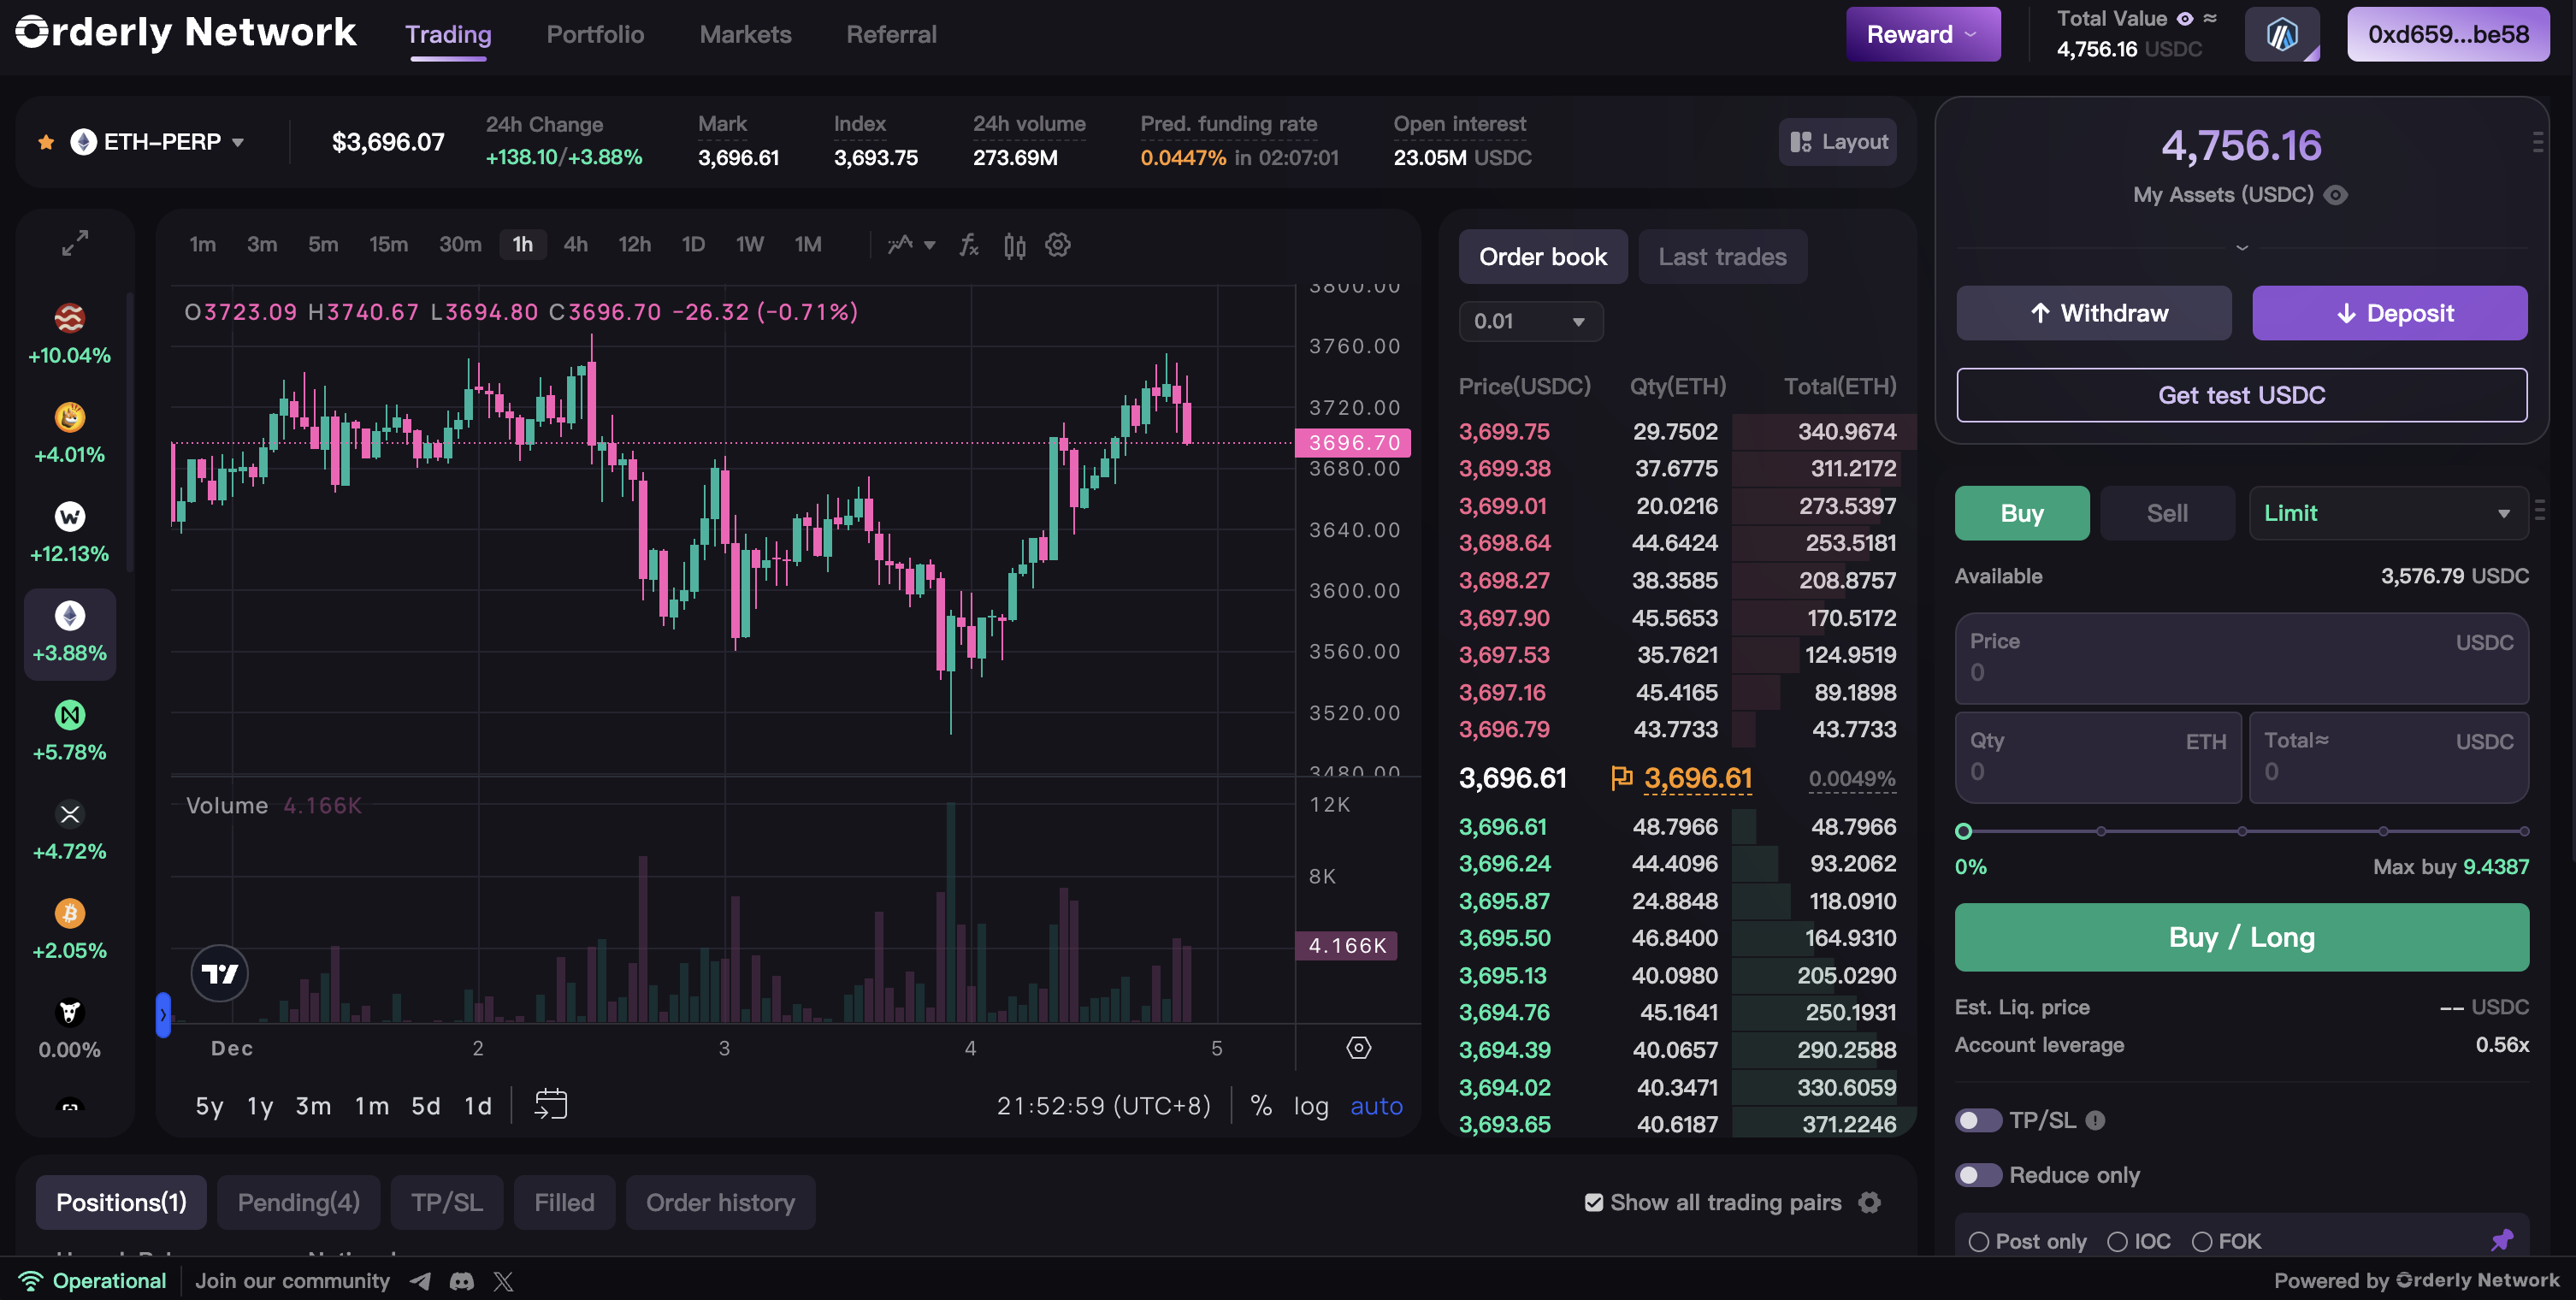 Orderly Network
Trading
Portfolio
Markets
Referral
Reward
Total Value ≈
4,756.16 USDC
0xd659...be58
ETH-PERP
$3,696.07
24h Change
+138.10/+3.88%
Mark
3,696.61
Index
3,693.75
24h volume
273.69M
Pred. funding rate
0.0447% in 02:07:01
Open interest
23.05M USDC
Layout
+10.04%
+4.01%
+12.13%
+3.88%
+5.78%
+4.72%
+2.05%
0.00%
1m 3m 5m 15m 30m 1h 4h 12h 1D 1W 1M
O3723.09 H3740.67 L3694.80 C3696.70 −26.32 (−0.71%)
3800.00
3760.00
3720.00
3696.70
3680.00
3640.00
3600.00
3560.00
3520.00
3480.00
Volume 4.166K
12K
8K
4.166K
Dec 2 3 4 5
5y 1y 3m 1m 5d 1d
21:52:59 (UTC+8) % log auto
Order book
Last trades
0.01
Price(USDC) Qty(ETH) Total(ETH)
3,699.75 29.7502 340.9674
3,699.38 37.6775 311.2172
3,699.01 20.0216 273.5397
3,698.64 44.6424 253.5181
3,698.27 38.3585 208.8757
3,697.90 45.5653 170.5172
3,697.53 35.7621 124.9519
3,697.16 45.4165 89.1898
3,696.79 43.7733 43.7733
3,696.61 3,696.61 0.0049%
3,696.61 48.7966 48.7966
3,696.24 44.4096 93.2062
3,695.87 24.8848 118.0910
3,695.50 46.8400 164.9310
3,695.13 40.0980 205.0290
3,694.76 45.1641 250.1931
3,694.39 40.0657 290.2588
3,694.02 40.3471 330.6059
3,693.65 40.6187 371.2246
4,756.16
My Assets (USDC)
Withdraw
Deposit
Get test USDC
Buy
Sell
Limit
Available 3,576.79 USDC
Price USDC
0
Qty ETH
0
Total≈ USDC
0
0% Max buy 9.4387
Buy / Long
Est. Liq. price -- USDC
Account leverage 0.56x
TP/SL
Reduce only
Post only IOC FOK
Positions(1)
Pending(4)
TP/SL
Filled
Order history
Show all trading pairs
Operational
Join our community
Powered by Orderly Network